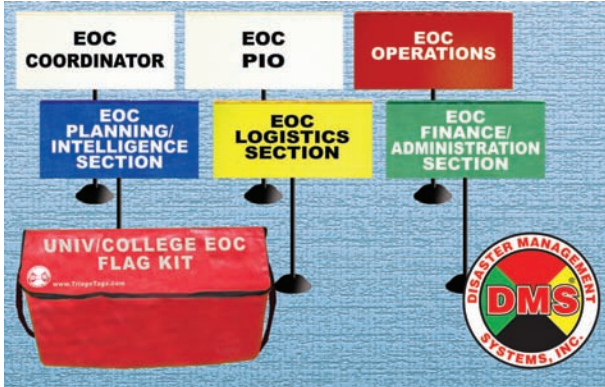 EOC
COORDINATOR
EOC
PIO
EOC
OPERATIONS
EOC
PLANNING/
INTELLIGENCE
SECTION
EOC
LOGISTICS
SECTION
EOC
FINANCE/
ADMINISTRATION
SECTION
UNIV/COLLEGE EOC
FLAG KIT
www.TriageTags.com
DISASTER MANAGEMENT
DMS®
SYSTEMS, INC.